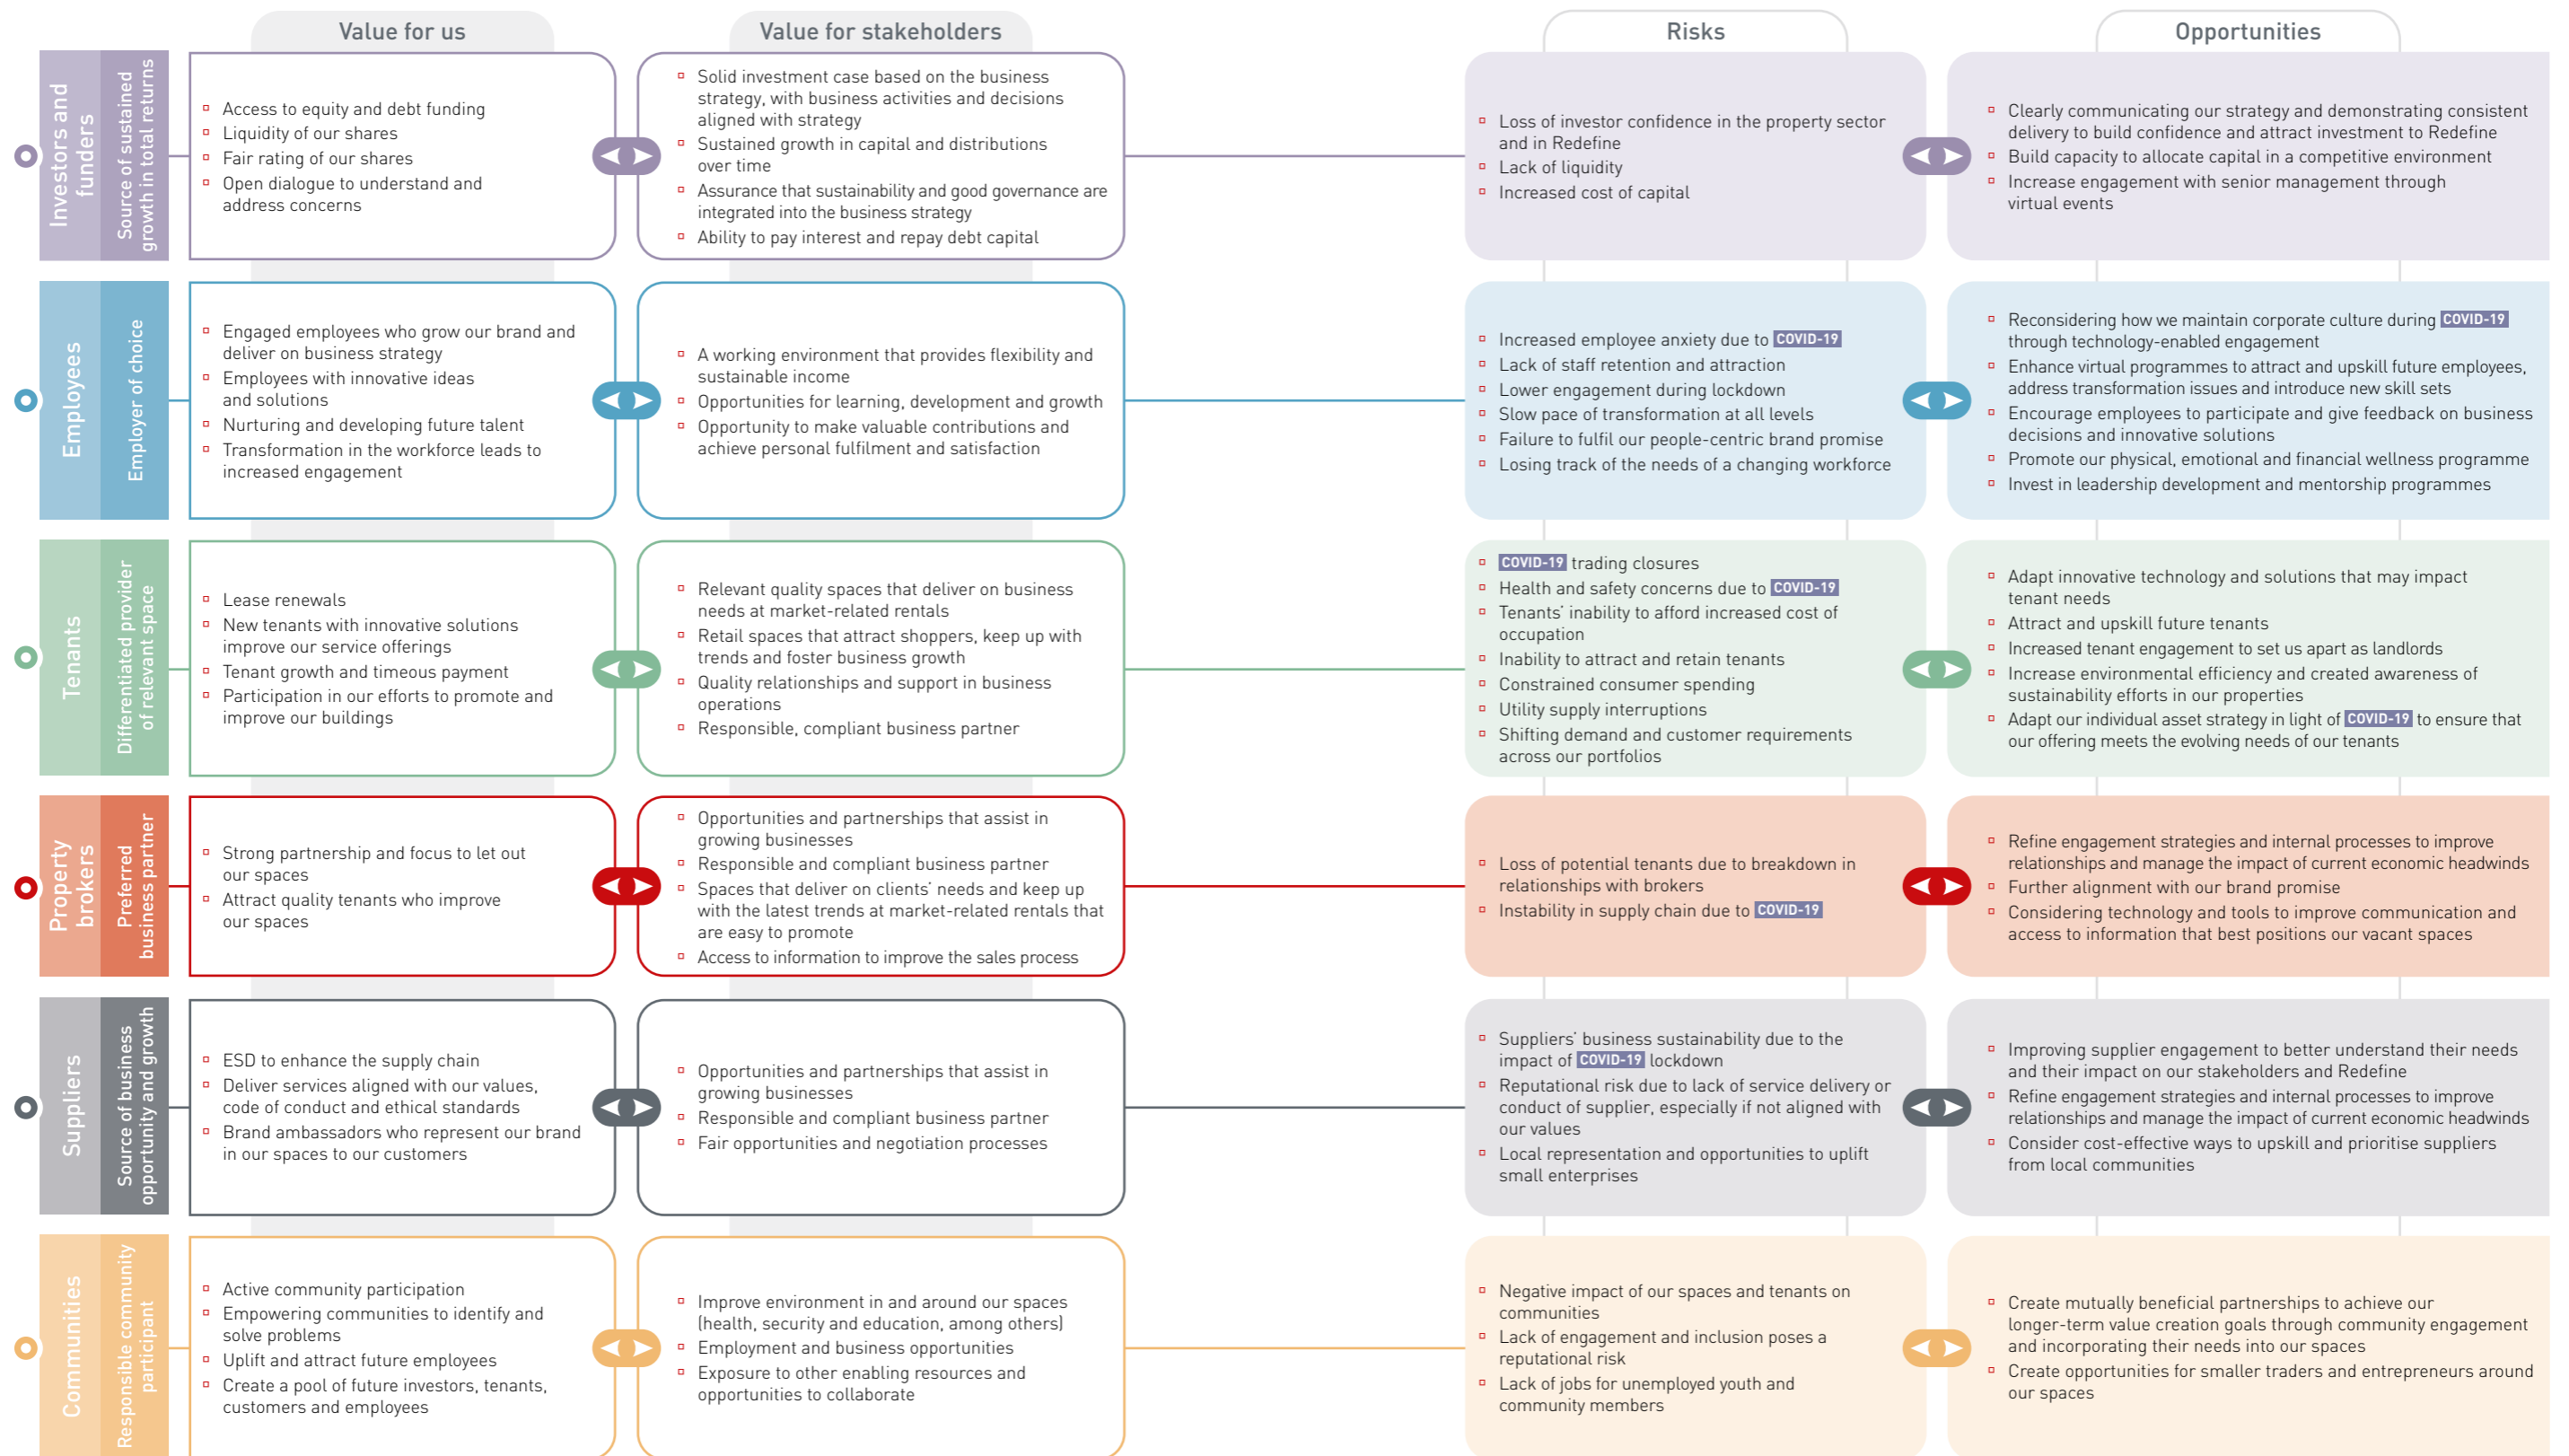 Value for us
Value for stakeholders
Risks
Opportunities
Investors and
funders
Source of sustained
growth in total returns
Access to equity and debt funding
Liquidity of our shares
Fair rating of our shares
Open dialogue to understand and
address concerns
Solid investment case based on the business
strategy, with business activities and decisions
aligned with strategy
Sustained growth in capital and distributions
over time
Assurance that sustainability and good governance are
integrated into the business strategy
Ability to pay interest and repay debt capital
Loss of investor confidence in the property sector
and in Redefine
Lack of liquidity
Increased cost of capital
Clearly communicating our strategy and demonstrating consistent
delivery to build confidence and attract investment to Redefine
Build capacity to allocate capital in a competitive environment
Increase engagement with senior management through
virtual events
Employees
Employer of choice
Engaged employees who grow our brand and
deliver on business strategy
Employees with innovative ideas
and solutions
Nurturing and developing future talent
Transformation in the workforce leads to
increased engagement
A working environment that provides flexibility and
sustainable income
Opportunities for learning, development and growth
Opportunity to make valuable contributions and
achieve personal fulfilment and satisfaction
Increased employee anxiety due to COVID-19
Lack of staff retention and attraction
Lower engagement during lockdown
Slow pace of transformation at all levels
Failure to fulfil our people-centric brand promise
Losing track of the needs of a changing workforce
Reconsidering how we maintain corporate culture during COVID-19
through technology-enabled engagement
Enhance virtual programmes to attract and upskill future employees,
address transformation issues and introduce new skill sets
Encourage employees to participate and give feedback on business
decisions and innovative solutions
Promote our physical, emotional and financial wellness programme
Invest in leadership development and mentorship programmes
Tenants
Differentiated provider
of relevant space
Lease renewals
New tenants with innovative solutions
improve our service offerings
Tenant growth and timeous payment
Participation in our efforts to promote and
improve our buildings
Relevant quality spaces that deliver on business
needs at market-related rentals
Retail spaces that attract shoppers, keep up with
trends and foster business growth
Quality relationships and support in business
operations
Responsible, compliant business partner
COVID-19 trading closures
Health and safety concerns due to COVID-19
Tenants' inability to afford increased cost of
occupation
Inability to attract and retain tenants
Constrained consumer spending
Utility supply interruptions
Shifting demand and customer requirements
across our portfolios
Adapt innovative technology and solutions that may impact
tenant needs
Attract and upskill future tenants
Increased tenant engagement to set us apart as landlords
Increase environmental efficiency and created awareness of
sustainability efforts in our properties
Adapt our individual asset strategy in light of COVID-19 to ensure that
our offering meets the evolving needs of our tenants
Property
brokers
Preferred
business partner
Strong partnership and focus to let out
our spaces
Attract quality tenants who improve
our spaces
Opportunities and partnerships that assist in
growing businesses
Responsible and compliant business partner
Spaces that deliver on clients' needs and keep up
with the latest trends at market-related rentals that
are easy to promote
Access to information to improve the sales process
Loss of potential tenants due to breakdown in
relationships with brokers
Instability in supply chain due to COVID-19
Refine engagement strategies and internal processes to improve
relationships and manage the impact of current economic headwinds
Further alignment with our brand promise
Considering technology and tools to improve communication and
access to information that best positions our vacant spaces
Suppliers
Source of business
opportunity and growth
ESD to enhance the supply chain
Deliver services aligned with our values,
code of conduct and ethical standards
Brand ambassadors who represent our brand
in our spaces to our customers
Opportunities and partnerships that assist in
growing businesses
Responsible and compliant business partner
Fair opportunities and negotiation processes
Suppliers' business sustainability due to the
impact of COVID-19 lockdown
Reputational risk due to lack of service delivery or
conduct of supplier, especially if not aligned with
our values
Local representation and opportunities to uplift
small enterprises
Improving supplier engagement to better understand their needs
and their impact on our stakeholders and Redefine
Refine engagement strategies and internal processes to improve
relationships and manage the impact of current economic headwinds
Consider cost-effective ways to upskill and prioritise suppliers
from local communities
Communities
Responsible community
participant
Active community participation
Empowering communities to identify and
solve problems
Uplift and attract future employees
Create a pool of future investors, tenants,
customers and employees
Improve environment in and around our spaces
(health, security and education, among others)
Employment and business opportunities
Exposure to other enabling resources and
opportunities to collaborate
Negative impact of our spaces and tenants on
communities
Lack of engagement and inclusion poses a
reputational risk
Lack of jobs for unemployed youth and
community members
Create mutually beneficial partnerships to achieve our
longer-term value creation goals through community engagement
and incorporating their needs into our spaces
Create opportunities for smaller traders and entrepreneurs around
our spaces